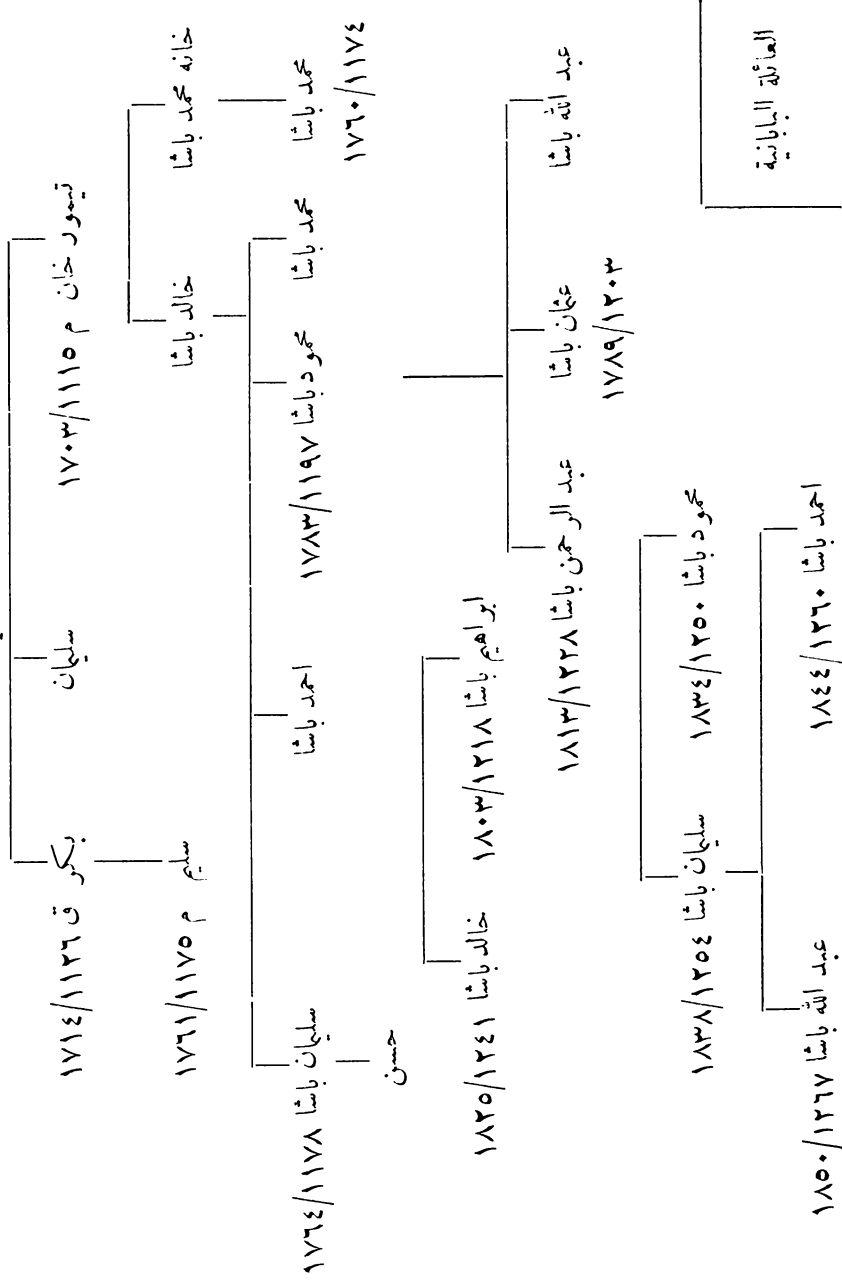 العائلة البابانية
تيمور خان م ١١١٥/١٧٠٣
سليمان
بكر ق ١١٢٦/١٧١٤
سليم م ١١٧٥/١٧٦١
خانه محمد باشا
خالد باشا
محمد باشا
١١٧٤/١٧٦٠
محمد باشا
محمود باشا ١١٩٧/١٧٨٣
احمد باشا
سليمان باشا ١١٧٨/١٧٦٤
حسن
ابراهيم باشا ١٢١٨/١٨٠٣
خالد باشا ١٢٤١/١٨٢٥
عبد الله باشا
عثمان باشا
١٢٠٣/١٧٨٩
عبد الرحمن باشا ١٢٢٨/١٨١٣
محمود باشا ١٢٥٠/١٨٣٤
سليمان باشا ١٢٥٤/١٨٣٨
احمد باشا ١٢٦٠/١٨٤٤
عبد الله باشا ١٢٦٧/١٨٥٠